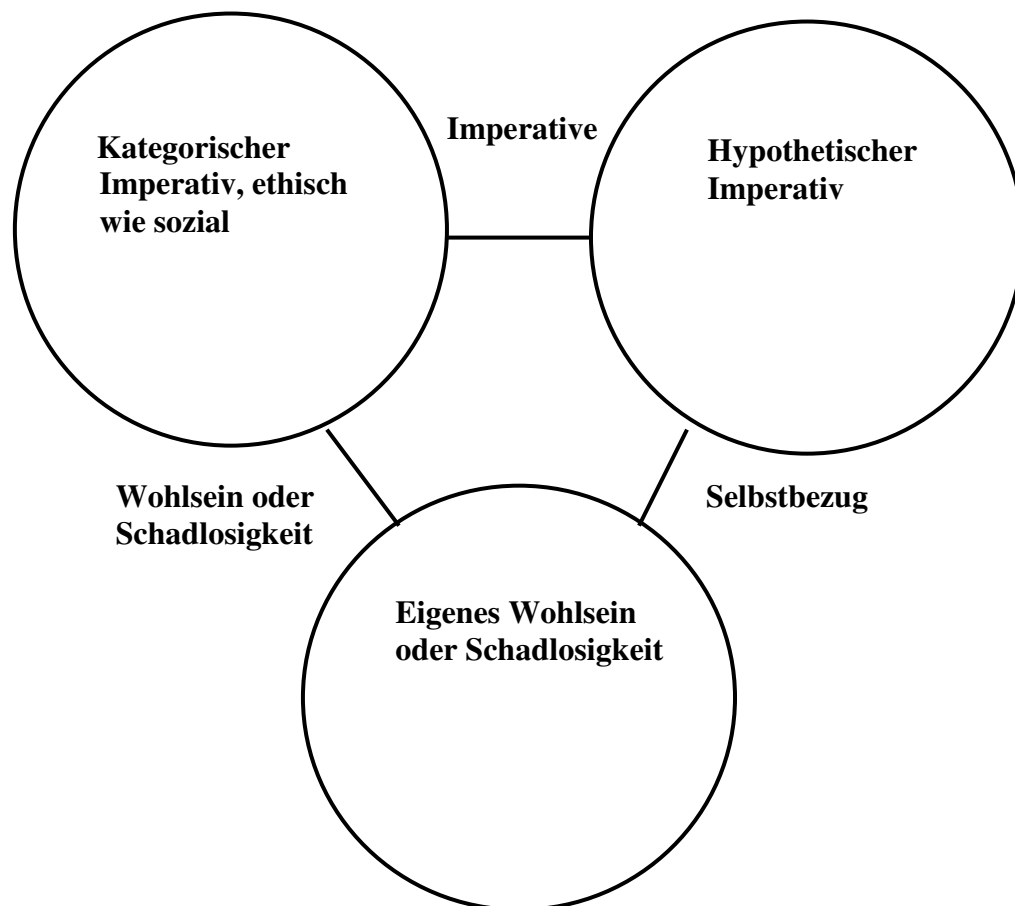 Imperative
Kategorischer
Imperativ, ethisch
wie sozial
Hypothetischer
Imperativ
Wohlsein oder
Schadlosigkeit
Selbstbezug
Eigenes Wohlsein
oder Schadlosigkeit